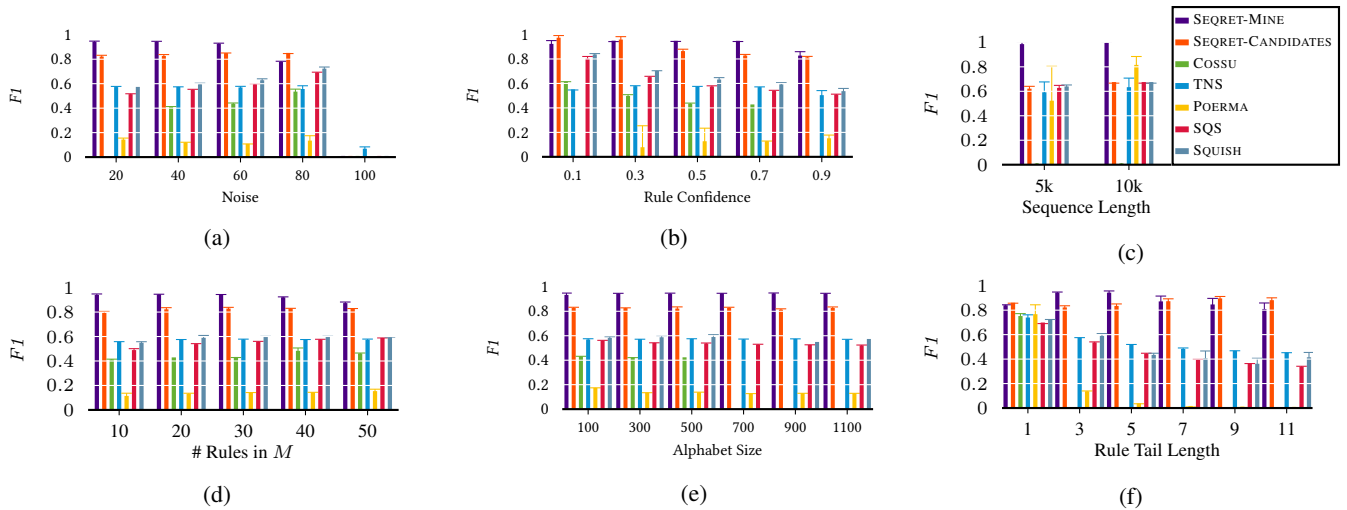 1
0.8
0.6
0.4
0.2
0
F1
20 40 60 80 100
Noise
(a)
1
0.8
0.6
0.4
0.2
0
F1
0.1 0.3 0.5 0.7 0.9
Rule Confidence
(b)
1
0.8
0.6
0.4
0.2
0
F1
5k 10k
Sequence Length
(c)
SEQRET-MINE
SEQRET-CANDIDATES
COSSU
TNS
POERMA
SQS
SQUISH
1
0.8
0.6
0.4
0.2
0
F1
10 20 30 40 50
# Rules in M
(d)
1
0.8
0.6
0.4
0.2
0
F1
100 300 500 700 900 1100
Alphabet Size
(e)
1
0.8
0.6
0.4
0.2
0
F1
1 3 5 7 9 11
Rule Tail Length
(f)